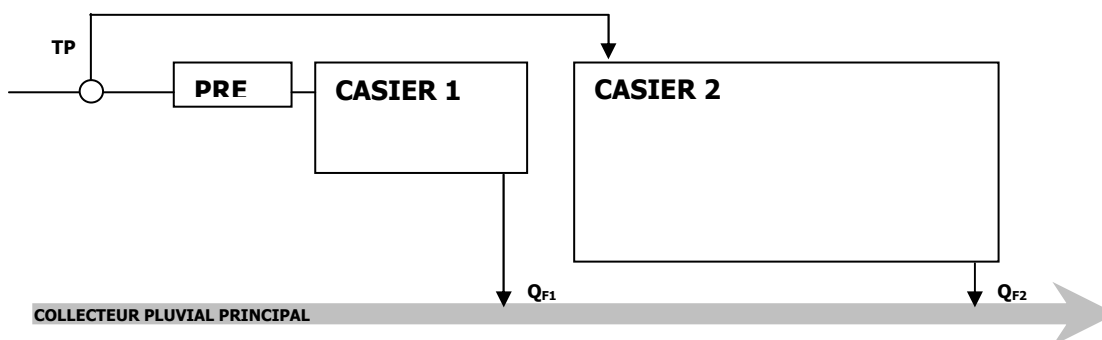 TP
PRE
CASIER 1
CASIER 2
QF1
QF2
COLLECTEUR PLUVIAL PRINCIPAL